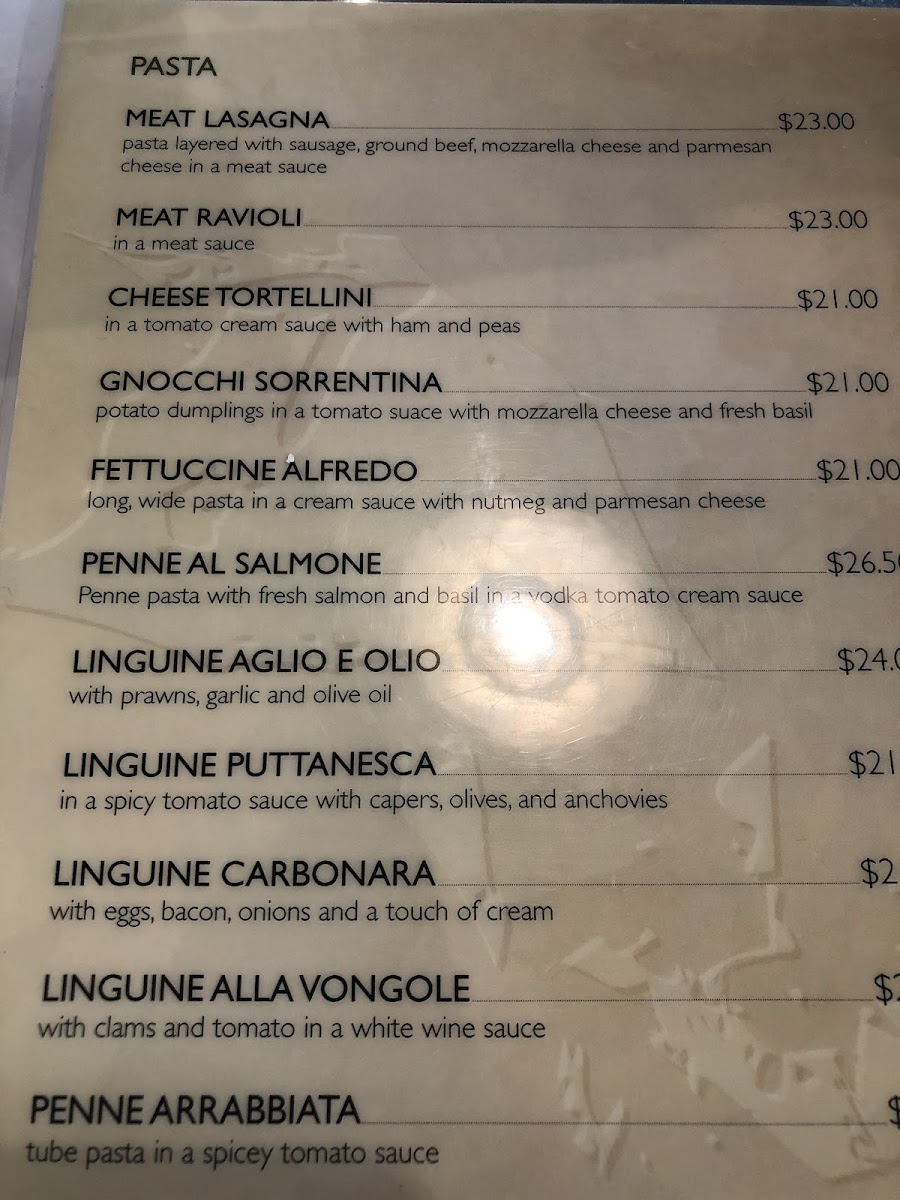 PASTA
MEAT LASAGNA $23.00
pasta layered with sausage, ground beef, mozzarella cheese and parmesan
cheese in a meat sauce
MEAT RAVIOLI $23.00
in a meat sauce
CHEESE TORTELLINI $21.00
in a tomato cream sauce with ham and peas
GNOCCHI SORRENTINA $21.00
potato dumplings in a tomato suace with mozzarella cheese and fresh basil
FETTUCCINE ALFREDO $21.00
long, wide pasta in a cream sauce with nutmeg and parmesan cheese
PENNE AL SALMONE $26.5
Penne pasta with fresh salmon and basil in a vodka tomato cream sauce
LINGUINE AGLIO E OLIO $24.
with prawns, garlic and olive oil
LINGUINE PUTTANESCA $21
in a spicy tomato sauce with capers, olives, and anchovies
LINGUINE CARBONARA $2
with eggs, bacon, onions and a touch of cream
LINGUINE ALLA VONGOLE $
with clams and tomato in a white wine sauce
PENNE ARRABBIATA $
tube pasta in a spicey tomato sauce